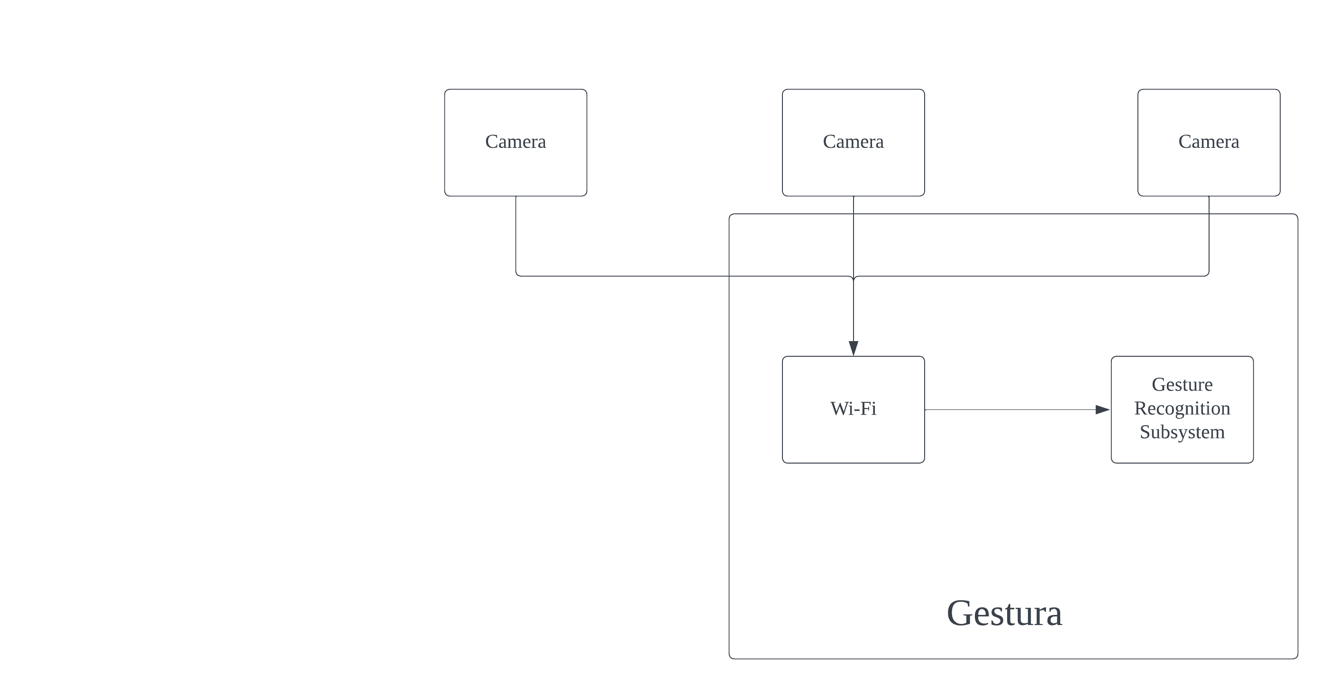 Camera
Camera
Camera
Wi-Fi
Gesture
Recognition
Subsystem
Gestura